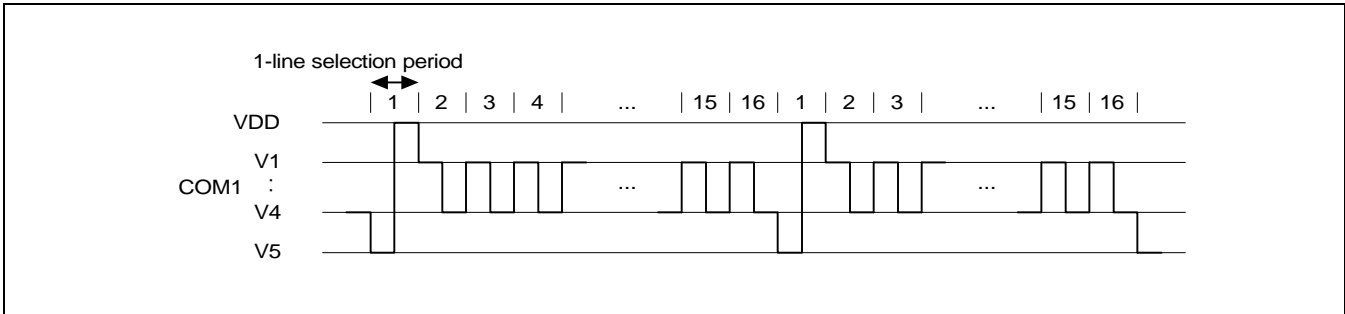 1-line selection period
| 1 | 2 | 3 | 4 | ... | 15 | 16 | 1 | 2 | 3 | ... | 15 | 16 |
VDD
V1
COM1 : ... ...
V4
V5